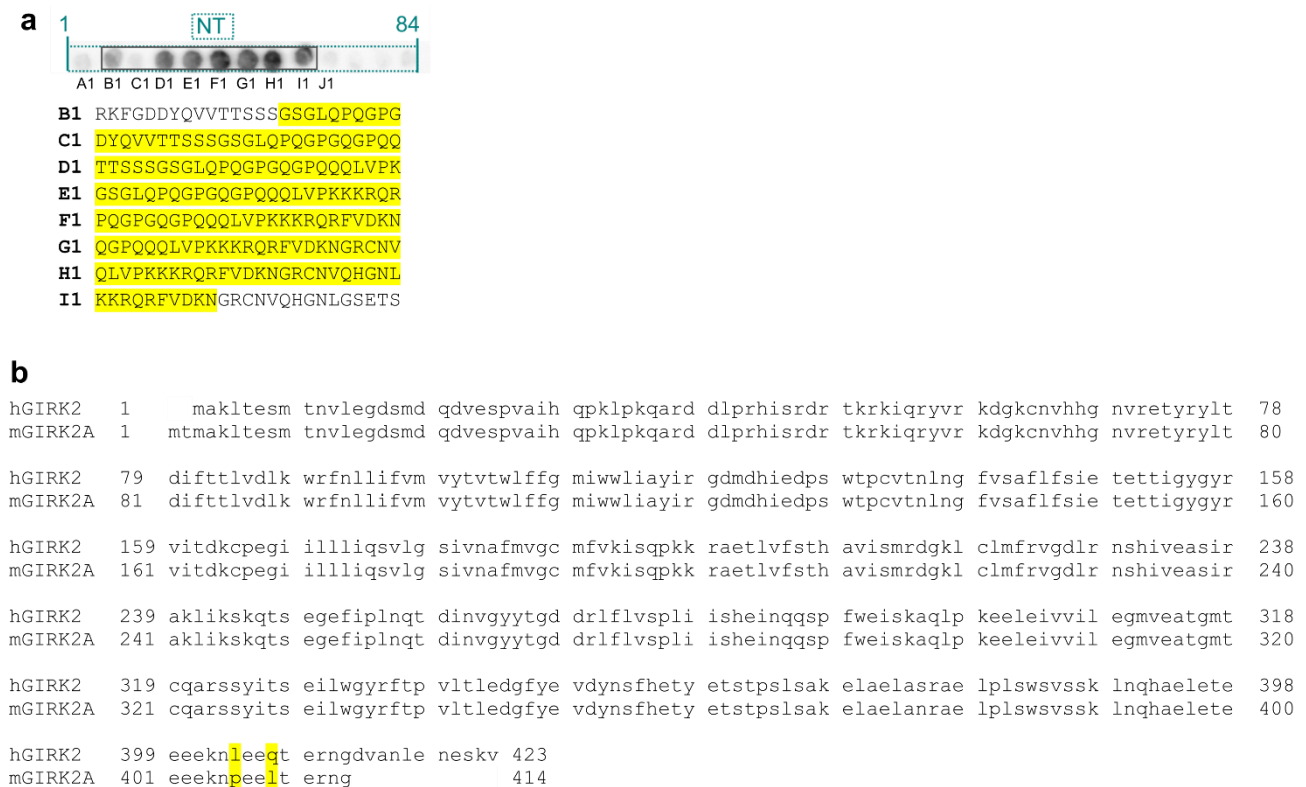 a
1 NT 84
A1 B1 C1 D1 E1 F1 G1 H1 I1 J1
B1 RKFGDDYQVVTTSSSGSGLQPQGPG
C1 DYQVVTTSSSGSGLQPQGPGQGPQQ
D1 TTSSSGSGLQPQGPGQGPQQQLVPK
E1 GSGLQPQGPGQGPQQQLVPKKKRQR
F1 PQGPGQGPQQQLVPKKKRQRFVDKN
G1 QGPQQQLVPKKKRQRFVDKNGRCNV
H1 QLVPKKKRQRFVDKNGRCNVQHGNL
I1 KKRQRFVDKNGRCNVQHGNLGSETS
b
hGIRK2 1 makltesm tnvlegdsmd qdvespvaih qpklpkqard dlprhisrdr tkrkiqryvr kdgkcnvhhg nvretyrylt 78
mGIRK2A 1 mtmakltesm tnvlegdsmd qdvespvaih qpklpkqard dlprhisrdr tkrkiqryvr kdgkcnvhhg nvretyrylt 80
hGIRK2 79 difttlvdlk wrfnllifvm vytvtwlffg miwwliayir gdmdhiedps wtpcvtnlng fvsaflfsie tettigygyr 158
mGIRK2A 81 difttlvdlk wrfnllifvm vytvtwlffg miwwliayir gdmdhiedps wtpcvtnlng fvsaflfsie tettigygyr 160
hGIRK2 159 vitdkcpegi illliqsvlg sivnafmvgc mfvkisqpkk raetlvfsth avismrdgkl clmfrvgdlr nshiveasir 238
mGIRK2A 161 vitdkcpegi illliqsvlg sivnafmvgc mfvkisqpkk raetlvfsth avismrdgkl clmfrvgdlr nshiveasir 240
hGIRK2 239 akliкskqts egefiplnqt dinvgyytgd drlflvspli isheinqqsp fweiskaqlp keeleivvil egmveatgmt 318
mGIRK2A 241 aklikskqts egefiplnqt dinvgyytgd drlflvspli isheinqqsp fweiskaqlp keeleivvil egmveatgmt 320
hGIRK2 319 cqarssyits eilwgyrftp vltledgfye vdynsfhety etstpslsak elaelasrae lplswsvssk lnqhaelete 398
mGIRK2A 321 cqarssyits eilwgyrftp vltledgfye vdynsfhety etstpslsak elaelanrae lplswsvssk lnqhaelete 400
hGIRK2 399 eeeknleeqt erngdvanle neskv 423
mGIRK2A 401 eeeknpeelt erng 414